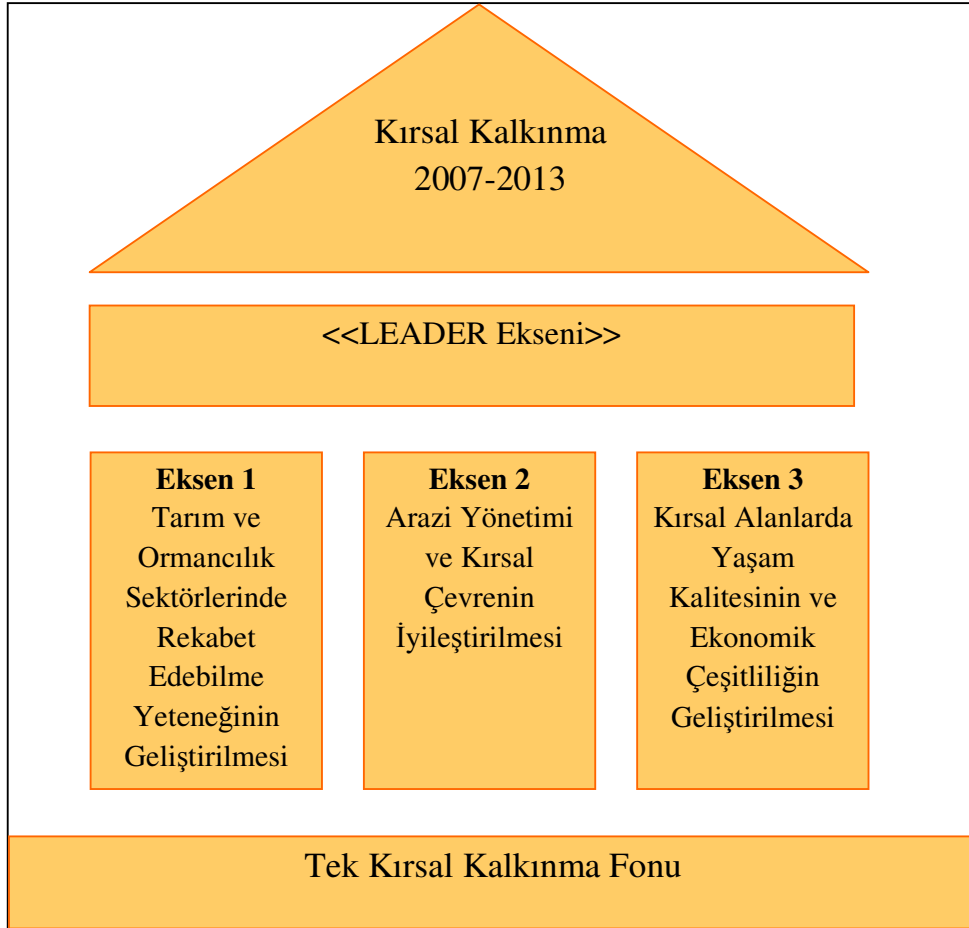 Kırsal Kalkınma
2007-2013
<<LEADER Ekseni>>
Eksen 1
Tarım ve
Ormancılık
Sektörlerinde
Rekabet
Edebilme
Yeteneğinin
Geliştirilmesi
Eksen 2
Arazi Yönetimi
ve Kırsal
Çevrenin
İyileştirilmesi
Eksen 3
Kırsal Alanlarda
Yaşam
Kalitesinin ve
Ekonomik
Çeşitliliğin
Geliştirilmesi
Tek Kırsal Kalkınma Fonu